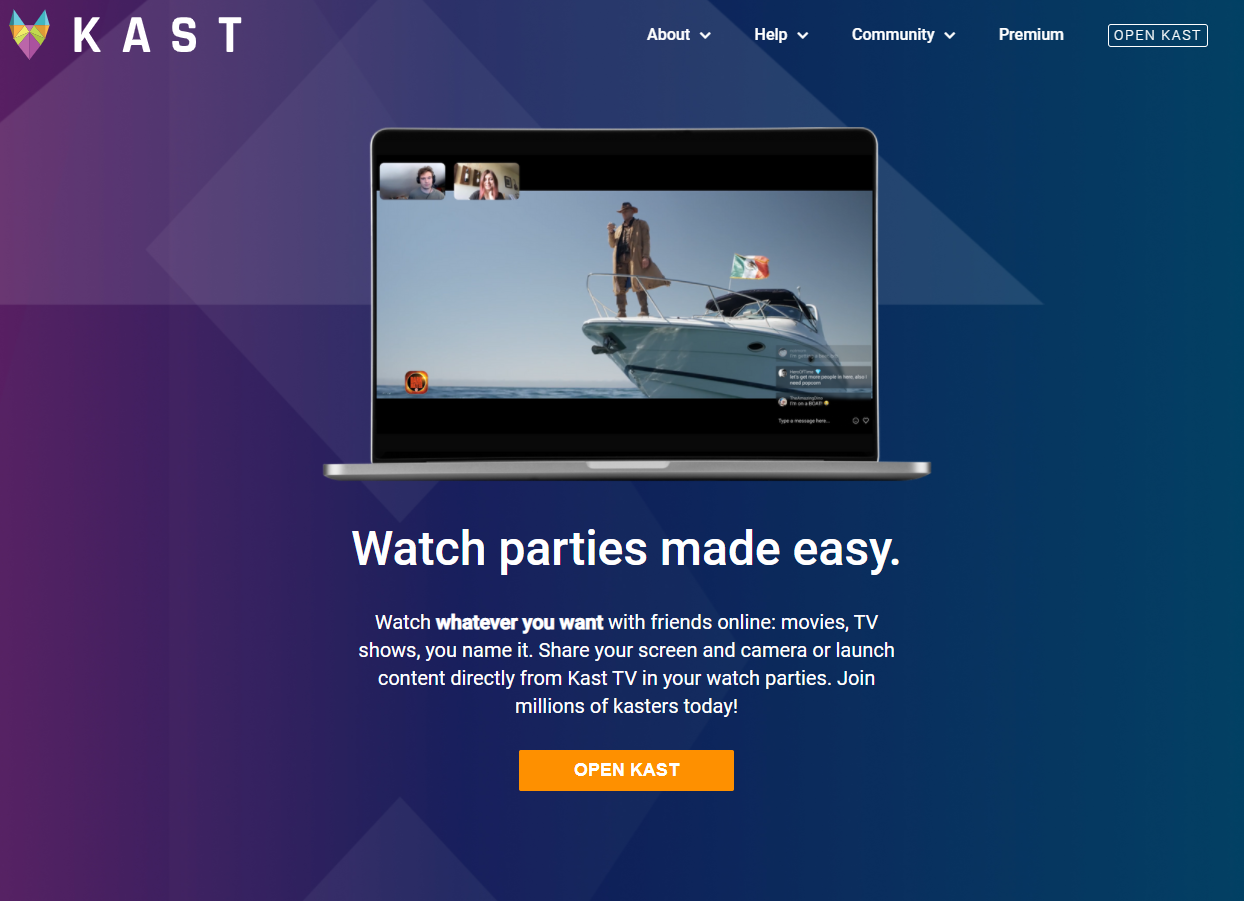 KAST
About
Help
Community
Premium
OPEN KAST
HeroOfTime
let's get more people in here. also I
need popcorn
TheAmazingDrew
I'm on a BOAT!
Type a message here...
Watch parties made easy.
Watch whatever you want with friends online: movies, TV
shows, you name it. Share your screen and camera or launch
content directly from Kast TV in your watch parties. Join
millions of kasters today!
OPEN KAST